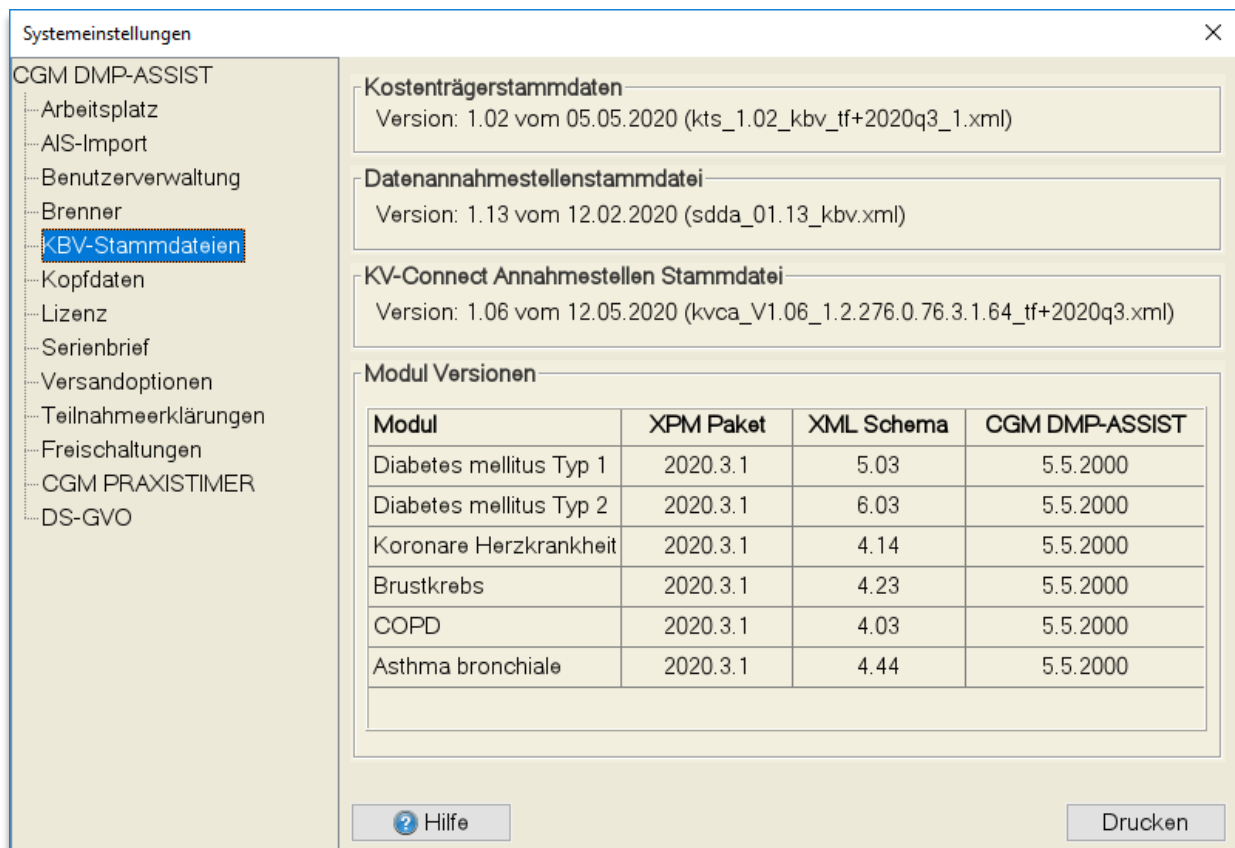 Systemeinstellungen
CGM DMP-ASSIST
Arbeitsplatz
AIS-Import
Benutzerverwaltung
Brenner
KBV-Stammdateien
Kopfdaten
Lizenz
Serienbrief
Versandoptionen
Teilnahmeerklärungen
Freischaltungen
CGM PRAXISTIMER
DS-GVO
Kostenträgerstammdaten
Version: 1.02 vom 05.05.2020 (kts_1.02_kbv_tf+2020q3_1.xml)
Datenannahmestellenstammdatei
Version: 1.13 vom 12.02.2020 (sdda_01.13_kbv.xml)
KV-Connect Annahmestellen Stammdatei
Version: 1.06 vom 12.05.2020 (kvca_V1.06_1.2.276.0.76.3.1.64_tf+2020q3.xml)
Modul Versionen
Modul XPM Paket XML Schema CGM DMP-ASSIST
Diabetes mellitus Typ 1 2020.3.1 5.03 5.5.2000
Diabetes mellitus Typ 2 2020.3.1 6.03 5.5.2000
Koronare Herzkrankheit 2020.3.1 4.14 5.5.2000
Brustkrebs 2020.3.1 4.23 5.5.2000
COPD 2020.3.1 4.03 5.5.2000
Asthma bronchiale 2020.3.1 4.44 5.5.2000
Hilfe Drucken